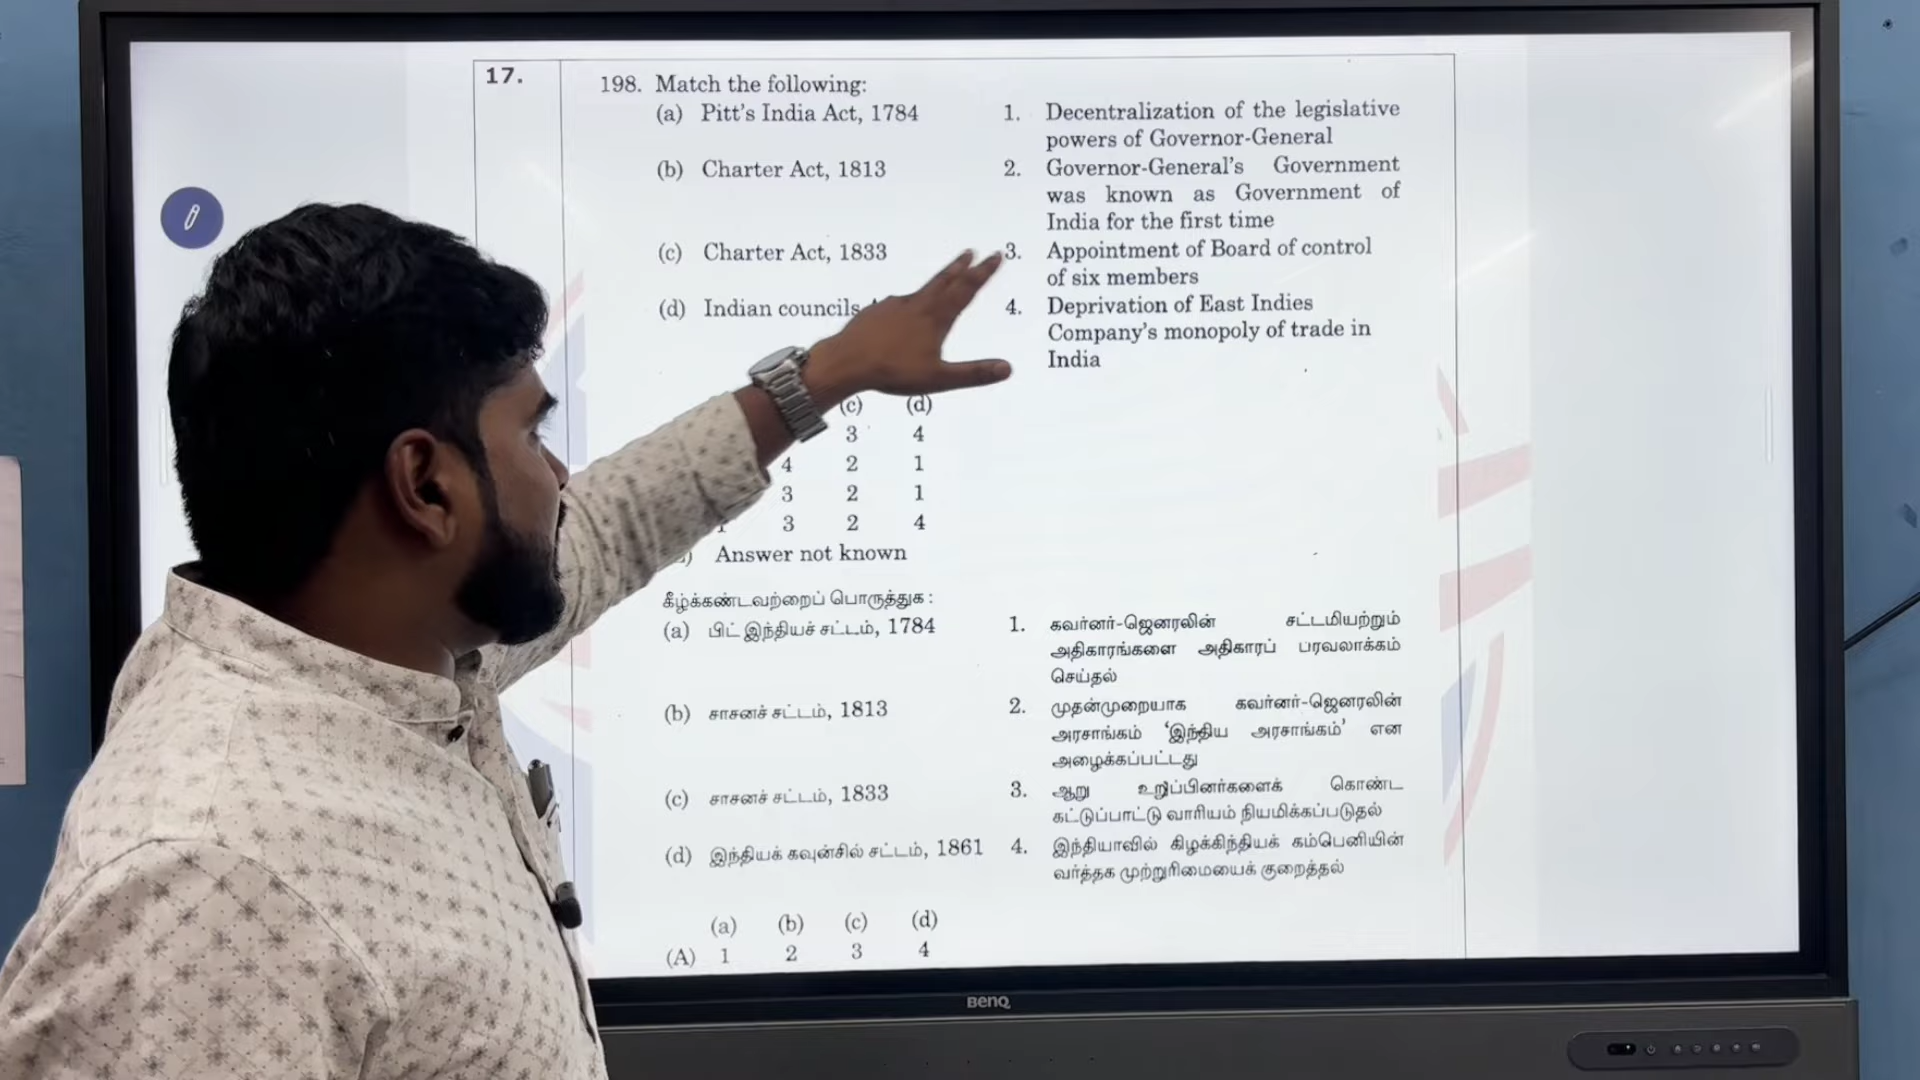 17.
198. Match the following:
(a) Pitt's India Act, 1784
1. Decentralization of the legislative
powers of Governor-General
(b) Charter Act, 1813
2. Governor-General's Government
was known as Government of
India for the first time
(c) Charter Act, 1833
3. Appointment of Board of control
of six members
(d) Indian councils
4. Deprivation of East Indies
Company's monopoly of trade in
India
(c) (d)
3 4
4 2 1
3 2 1
3 2 4
Answer not known
கீழ்க்கண்டவற்றைப் பொருத்துக :
(a) பிட் இந்தியச் சட்டம், 1784
1. கவர்னர்-ஜெனரலின் சட்டமியற்றும்
அதிகாரங்களை அதிகாரப் பரவலாக்கம்
செய்தல்
(b) சாசனச் சட்டம், 1813
2. முதன்முறையாக கவர்னர்-ஜெனரலின்
அரசாங்கம் 'இந்திய அரசாங்கம்' என
அழைக்கப்பட்டது
(c) சாசனச் சட்டம், 1833
3. ஆறு உறுப்பினர்களைக் கொண்ட
கட்டுப்பாட்டு வாரியம் நியமிக்கப்படுதல்
(d) இந்தியக் கவுன்சில் சட்டம், 1861
4. இந்தியாவில் கிழக்கிந்தியக் கம்பெனியின்
வர்த்தக முற்றுரிமையைக் குறைத்தல்
(a) (b) (c) (d)
(A) 1 2 3 4
BenQ